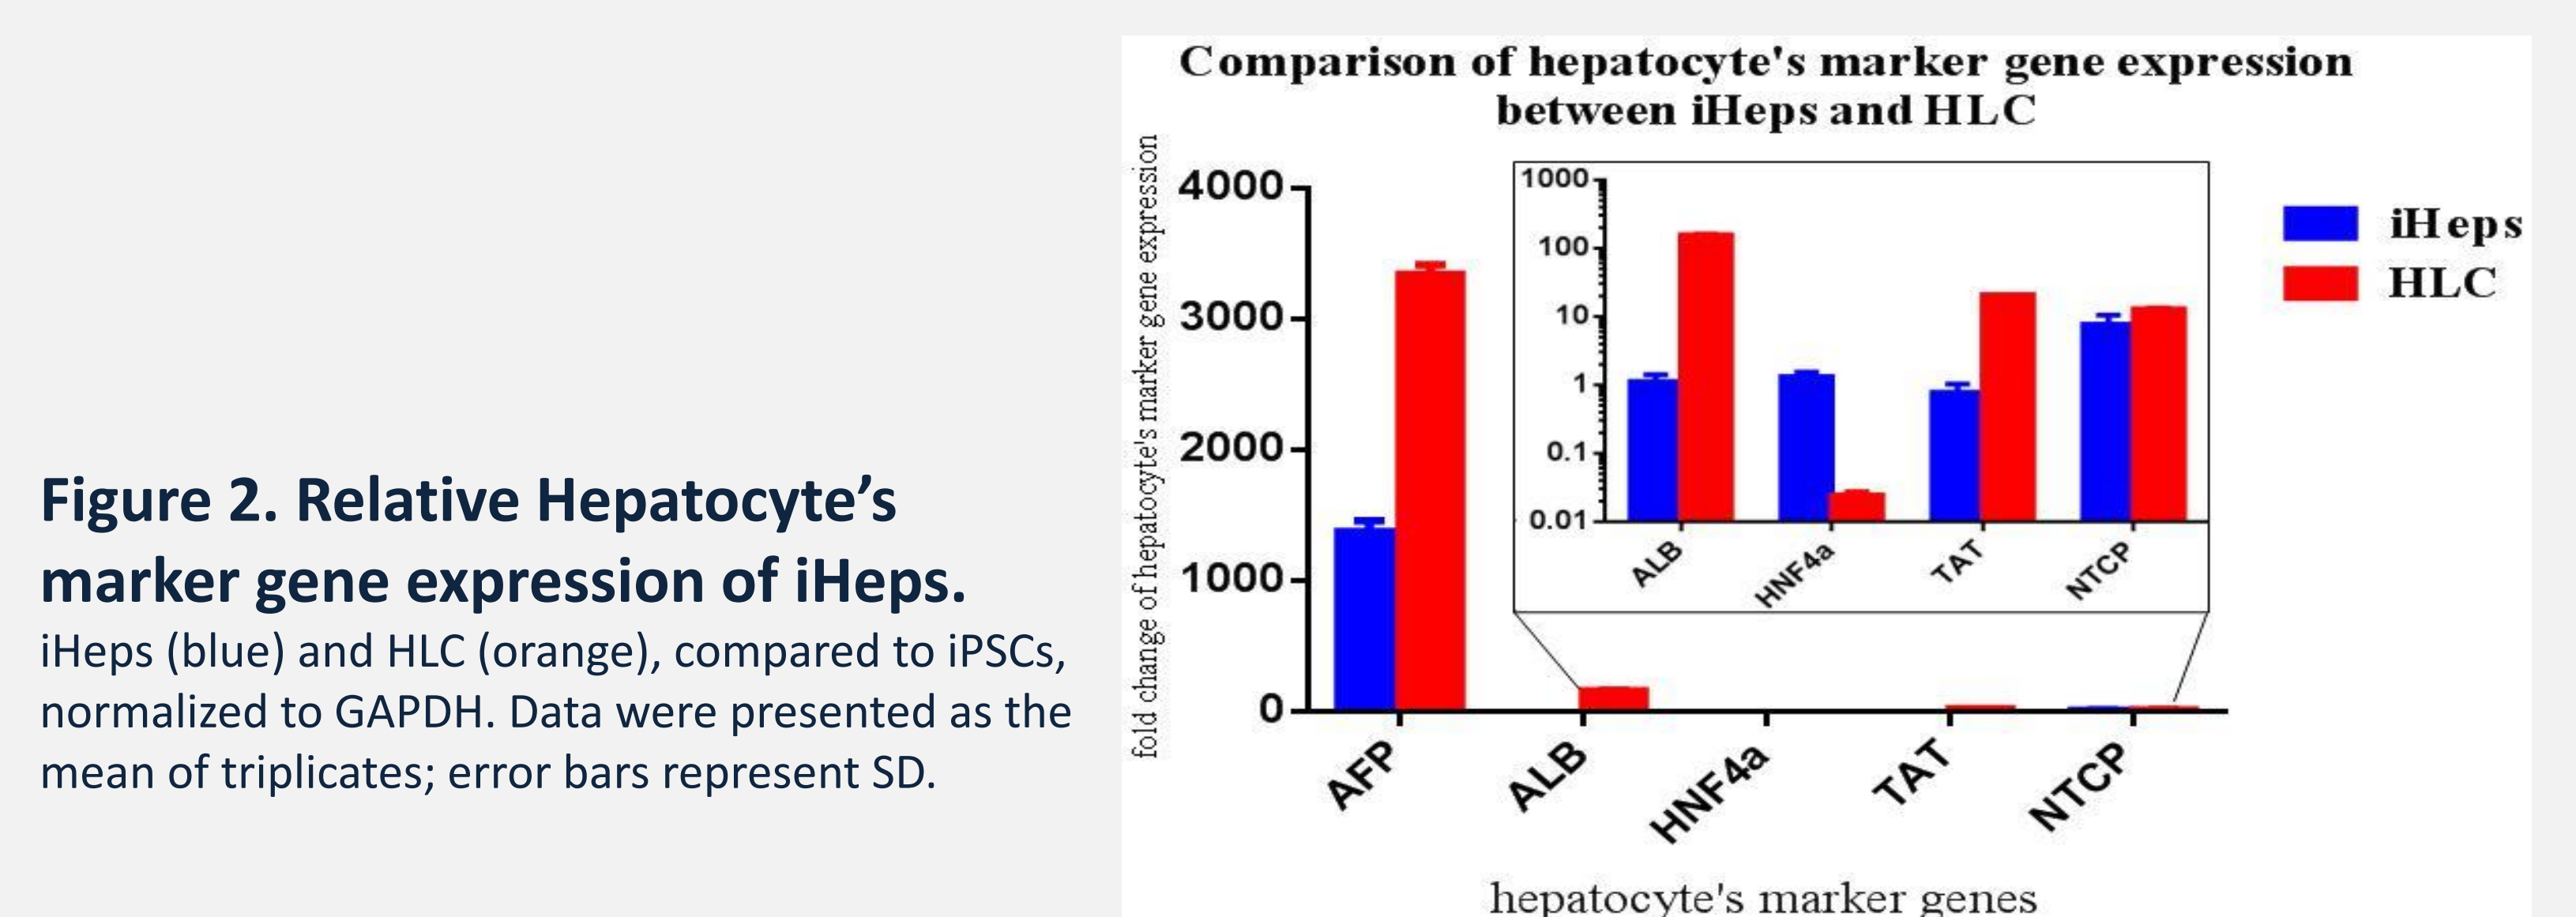 Figure 2. Relative Hepatocyte’s
marker gene expression of iHeps.
iHeps (blue) and HLC (orange), compared to iPSCs,
normalized to GAPDH. Data were presented as the
mean of triplicates; error bars represent SD.
Comparison of hepatocyte's marker gene expression
between iHeps and HLC
fold change of hepatocyte's marker gene expression
4000
3000
2000
1000
0
1000
100
10
1
0.1
0.01
ALB
HNF4a
TAT
NTCP
iHeps
HLC
AFP
ALB
HNF4a
TAT
NTCP
hepatocyte's marker genes